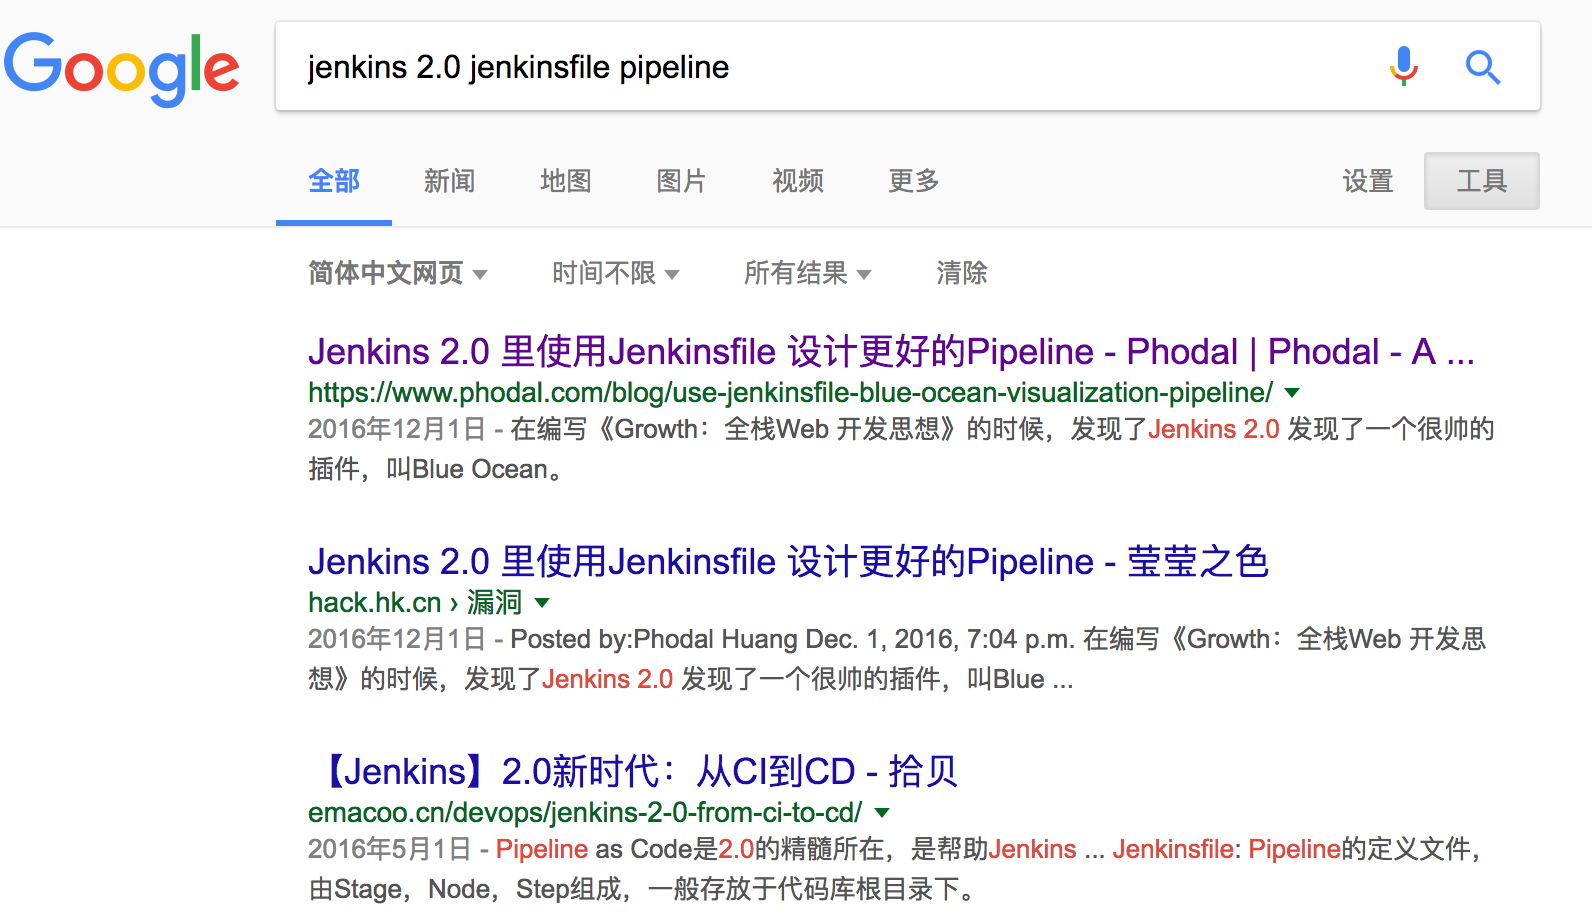 Google
jenkins 2.0 jenkinsfile pipeline
全部 新闻 地图 图片 视频 更多 设置 工具
简体中文网页 时间不限 所有结果 清除
Jenkins 2.0 里使用Jenkinsfile 设计更好的Pipeline - Phodal | Phodal - A ...
https://www.phodal.com/blog/use-jenkinsfile-blue-ocean-visualization-pipeline/
2016年12月1日 - 在编写《Growth：全栈Web 开发思想》的时候，发现了Jenkins 2.0 发现了一个很帅的
插件，叫Blue Ocean。
Jenkins 2.0 里使用Jenkinsfile 设计更好的Pipeline - 莹莹之色
hack.hk.cn › 漏洞
2016年12月1日 - Posted by:Phodal Huang Dec. 1, 2016, 7:04 p.m. 在编写《Growth：全栈Web 开发思
想》的时候，发现了Jenkins 2.0 发现了一个很帅的插件，叫Blue ...
【Jenkins】2.0新时代：从CI到CD - 拾贝
emacoo.cn/devops/jenkins-2-0-from-ci-to-cd/
2016年5月1日 - Pipeline as Code是2.0的精髓所在，是帮助Jenkins ... Jenkinsfile: Pipeline的定义文件，
由Stage，Node，Step组成，一般存放于代码库根目录下。